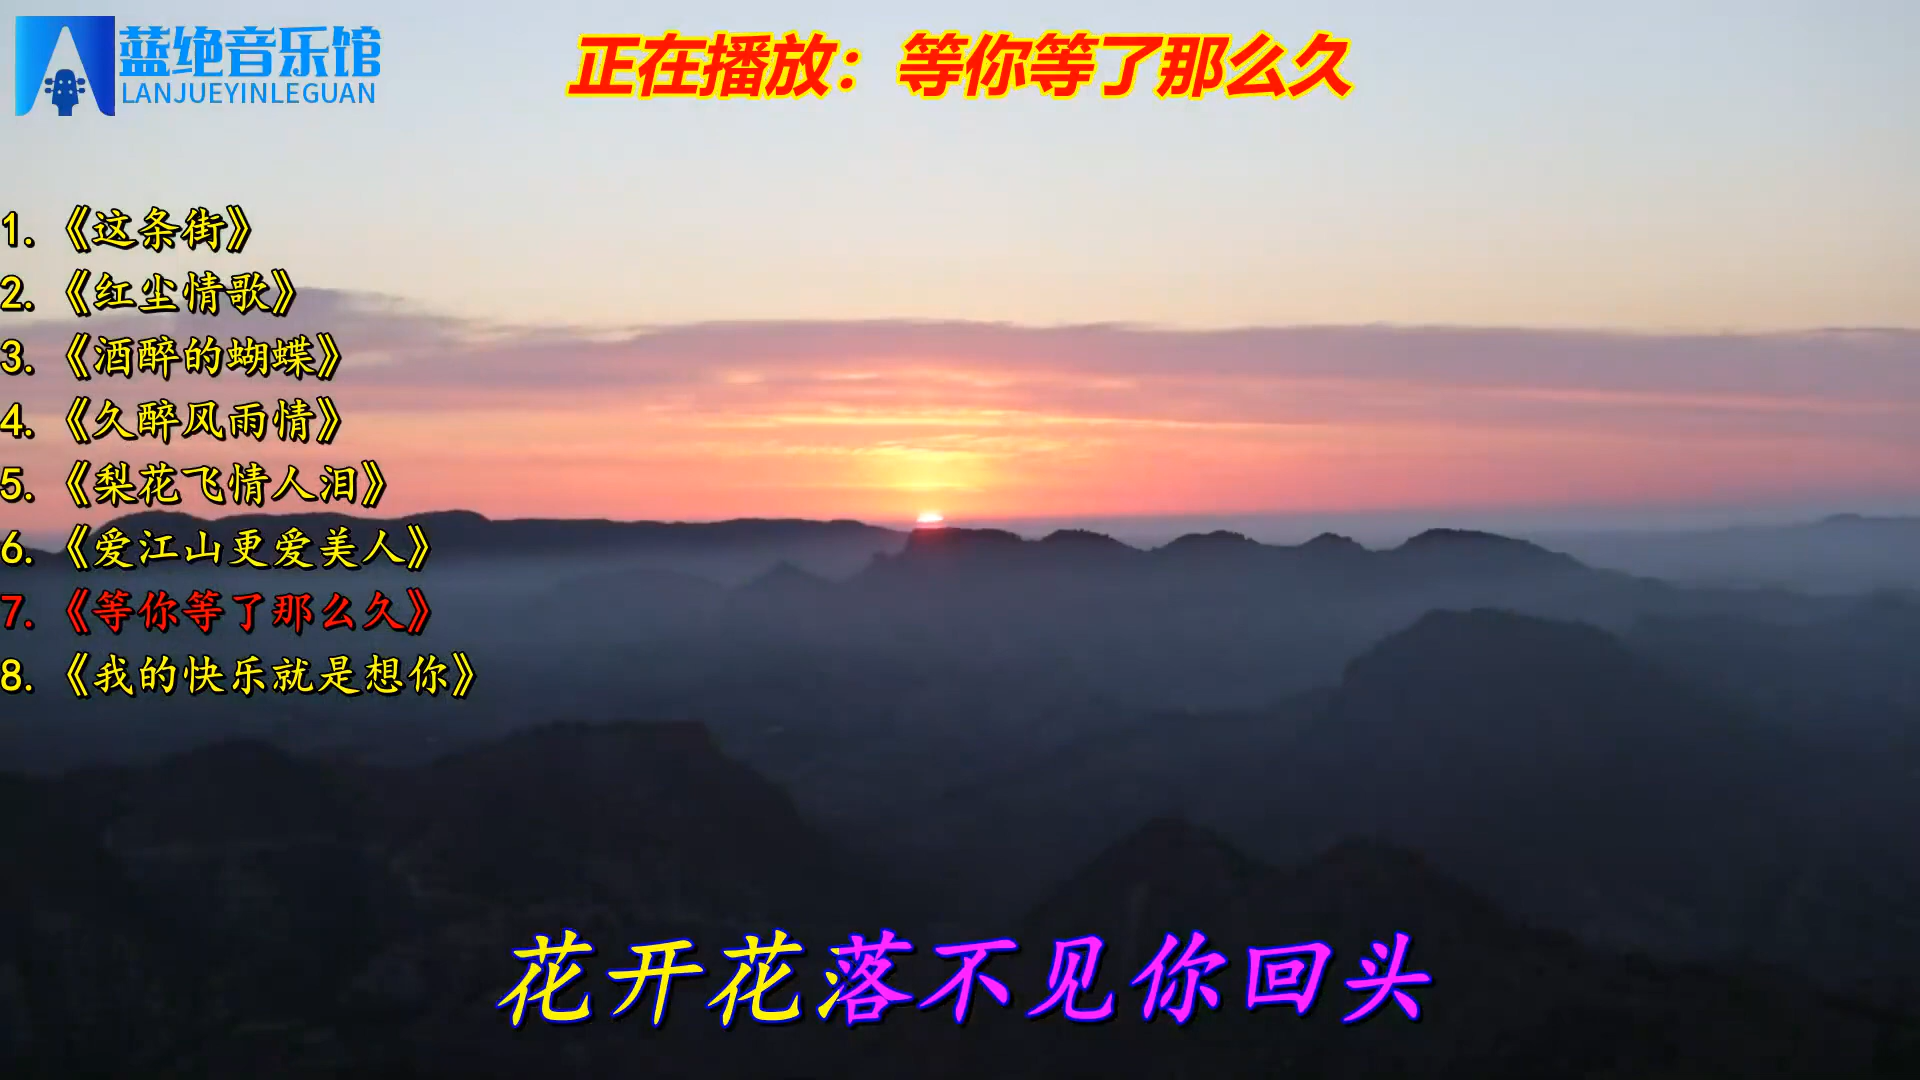 蓝绝音乐馆
LANJUEYINLEGUAN
正在播放：等你等了那么久
1. 《这条街》
2. 《红尘情歌》
3. 《酒醉的蝴蝶》
4. 《久醉风雨情》
5. 《梨花飞情人泪》
6. 《爱江山更爱美人》
7. 《等你等了那么久》
8. 《我的快乐就是想你》
花开花落不见你回头